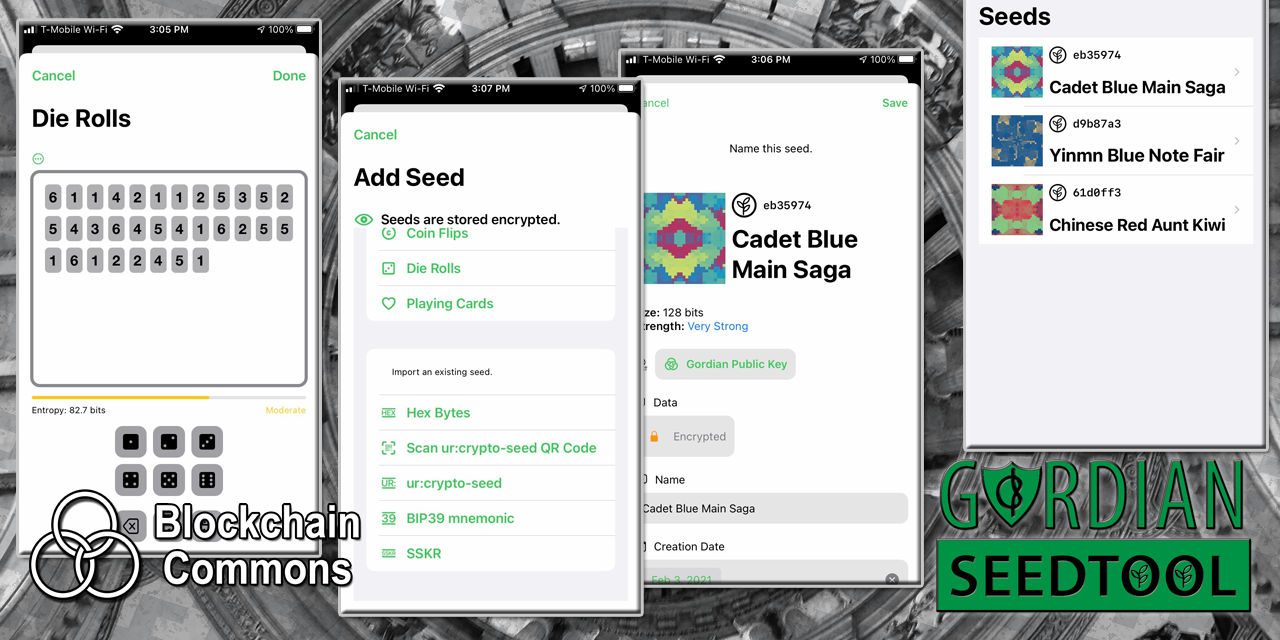 T-Mobile Wi-Fi 3:05 PM 100%
Cancel Done
Die Rolls
6 1 1 4 2 1 1 2 5 3 5 2
5 4 3 6 4 5 4 1 6 2 5 5
1 6 1 2 2 4 5 1
Entropy: 82.7 bits Moderate
Blockchain
Commons
T-Mobile Wi-Fi 3:07 PM 100%
Cancel
Add Seed
Seeds are stored encrypted.
Coin Flips
Die Rolls
Playing Cards
Import an existing seed.
HEX Hex Bytes
Scan ur:crypto-seed QR Code
UR: ur:crypto-seed
39 BIP39 mnemonic
SSKR
T-Mobile Wi-Fi 3:06 PM 100%
ancel Save
Name this seed.
eb35974
Cadet Blue
Main Saga
ze: 128 bits
rength: Very Strong
Gordian Public Key
Data
Encrypted
Name
Cadet Blue Main Saga
Creation Date
Feb 3, 2021
Seeds
eb35974
Cadet Blue Main Saga
d9b87a3
Yinmn Blue Note Fair
61d0ff3
Chinese Red Aunt Kiwi
GORDIAN
SEEDTOOL